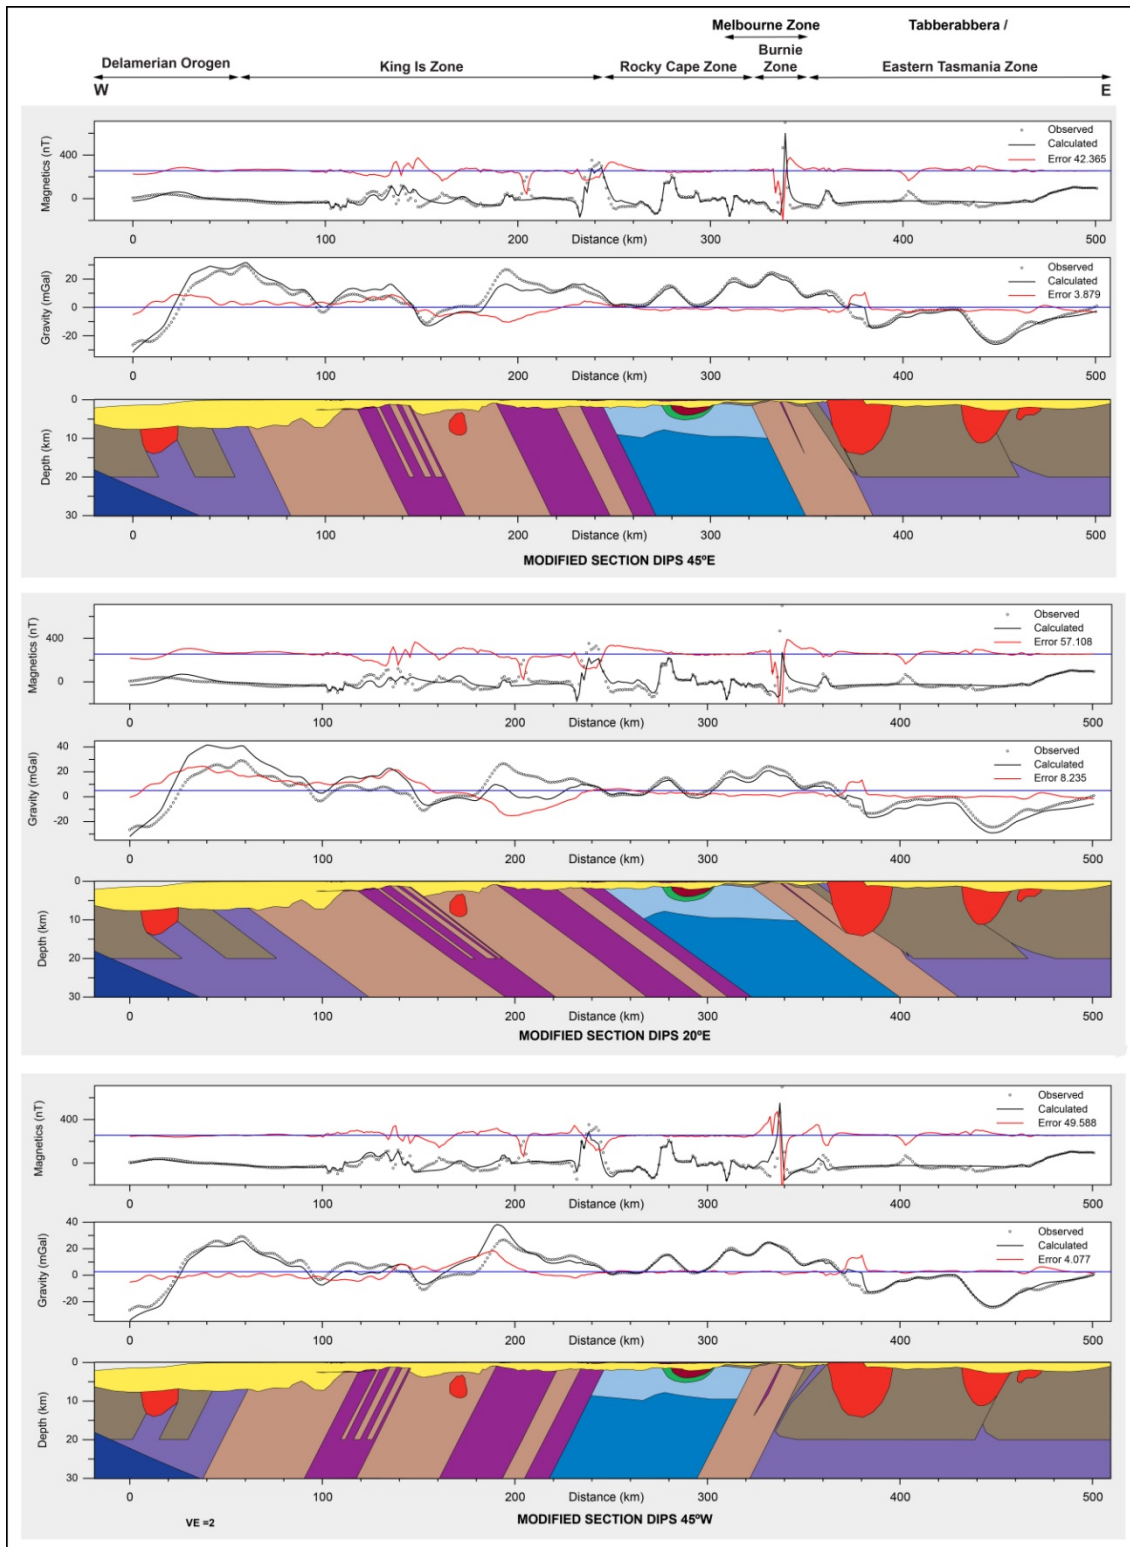 Melbourne Zone
Tabberabbera /
Delamerian Orogen
King Is Zone
Rocky Cape Zone
Burnie
Zone
Eastern Tasmania Zone
W
E
Magnetics (nT)
400
0
Observed
Calculated
Error 42.365
0
100
200
Distance (km)
300
400
500
Gravity (mGal)
20
0
-20
Observed
Calculated
Error 3.879
0
100
200
Distance (km)
300
400
500
Depth (km)
0
10
20
30
0
100
200
Distance (km)
300
400
500
MODIFIED SECTION DIPS 45ºE
Magnetics (nT)
400
0
Observed
Calculated
Error 57.108
0
100
200
Distance (km)
300
400
500
Gravity (mGal)
40
20
0
-20
Observed
Calculated
Error 8.235
0
100
200
Distance (km)
300
400
500
Depth (km)
0
10
20
30
0
100
200
Distance (km)
300
400
500
MODIFIED SECTION DIPS 20ºE
Magnetics (nT)
400
0
Observed
Calculated
Error 49.588
0
100
200
Distance (km)
300
400
500
Gravity (mGal)
40
20
0
-20
Observed
Calculated
Error 4.077
0
100
200
Distance (km)
300
400
500
Depth (km)
0
10
20
30
0
100
200
Distance (km)
300
400
500
VE =2
MODIFIED SECTION DIPS 45ºW